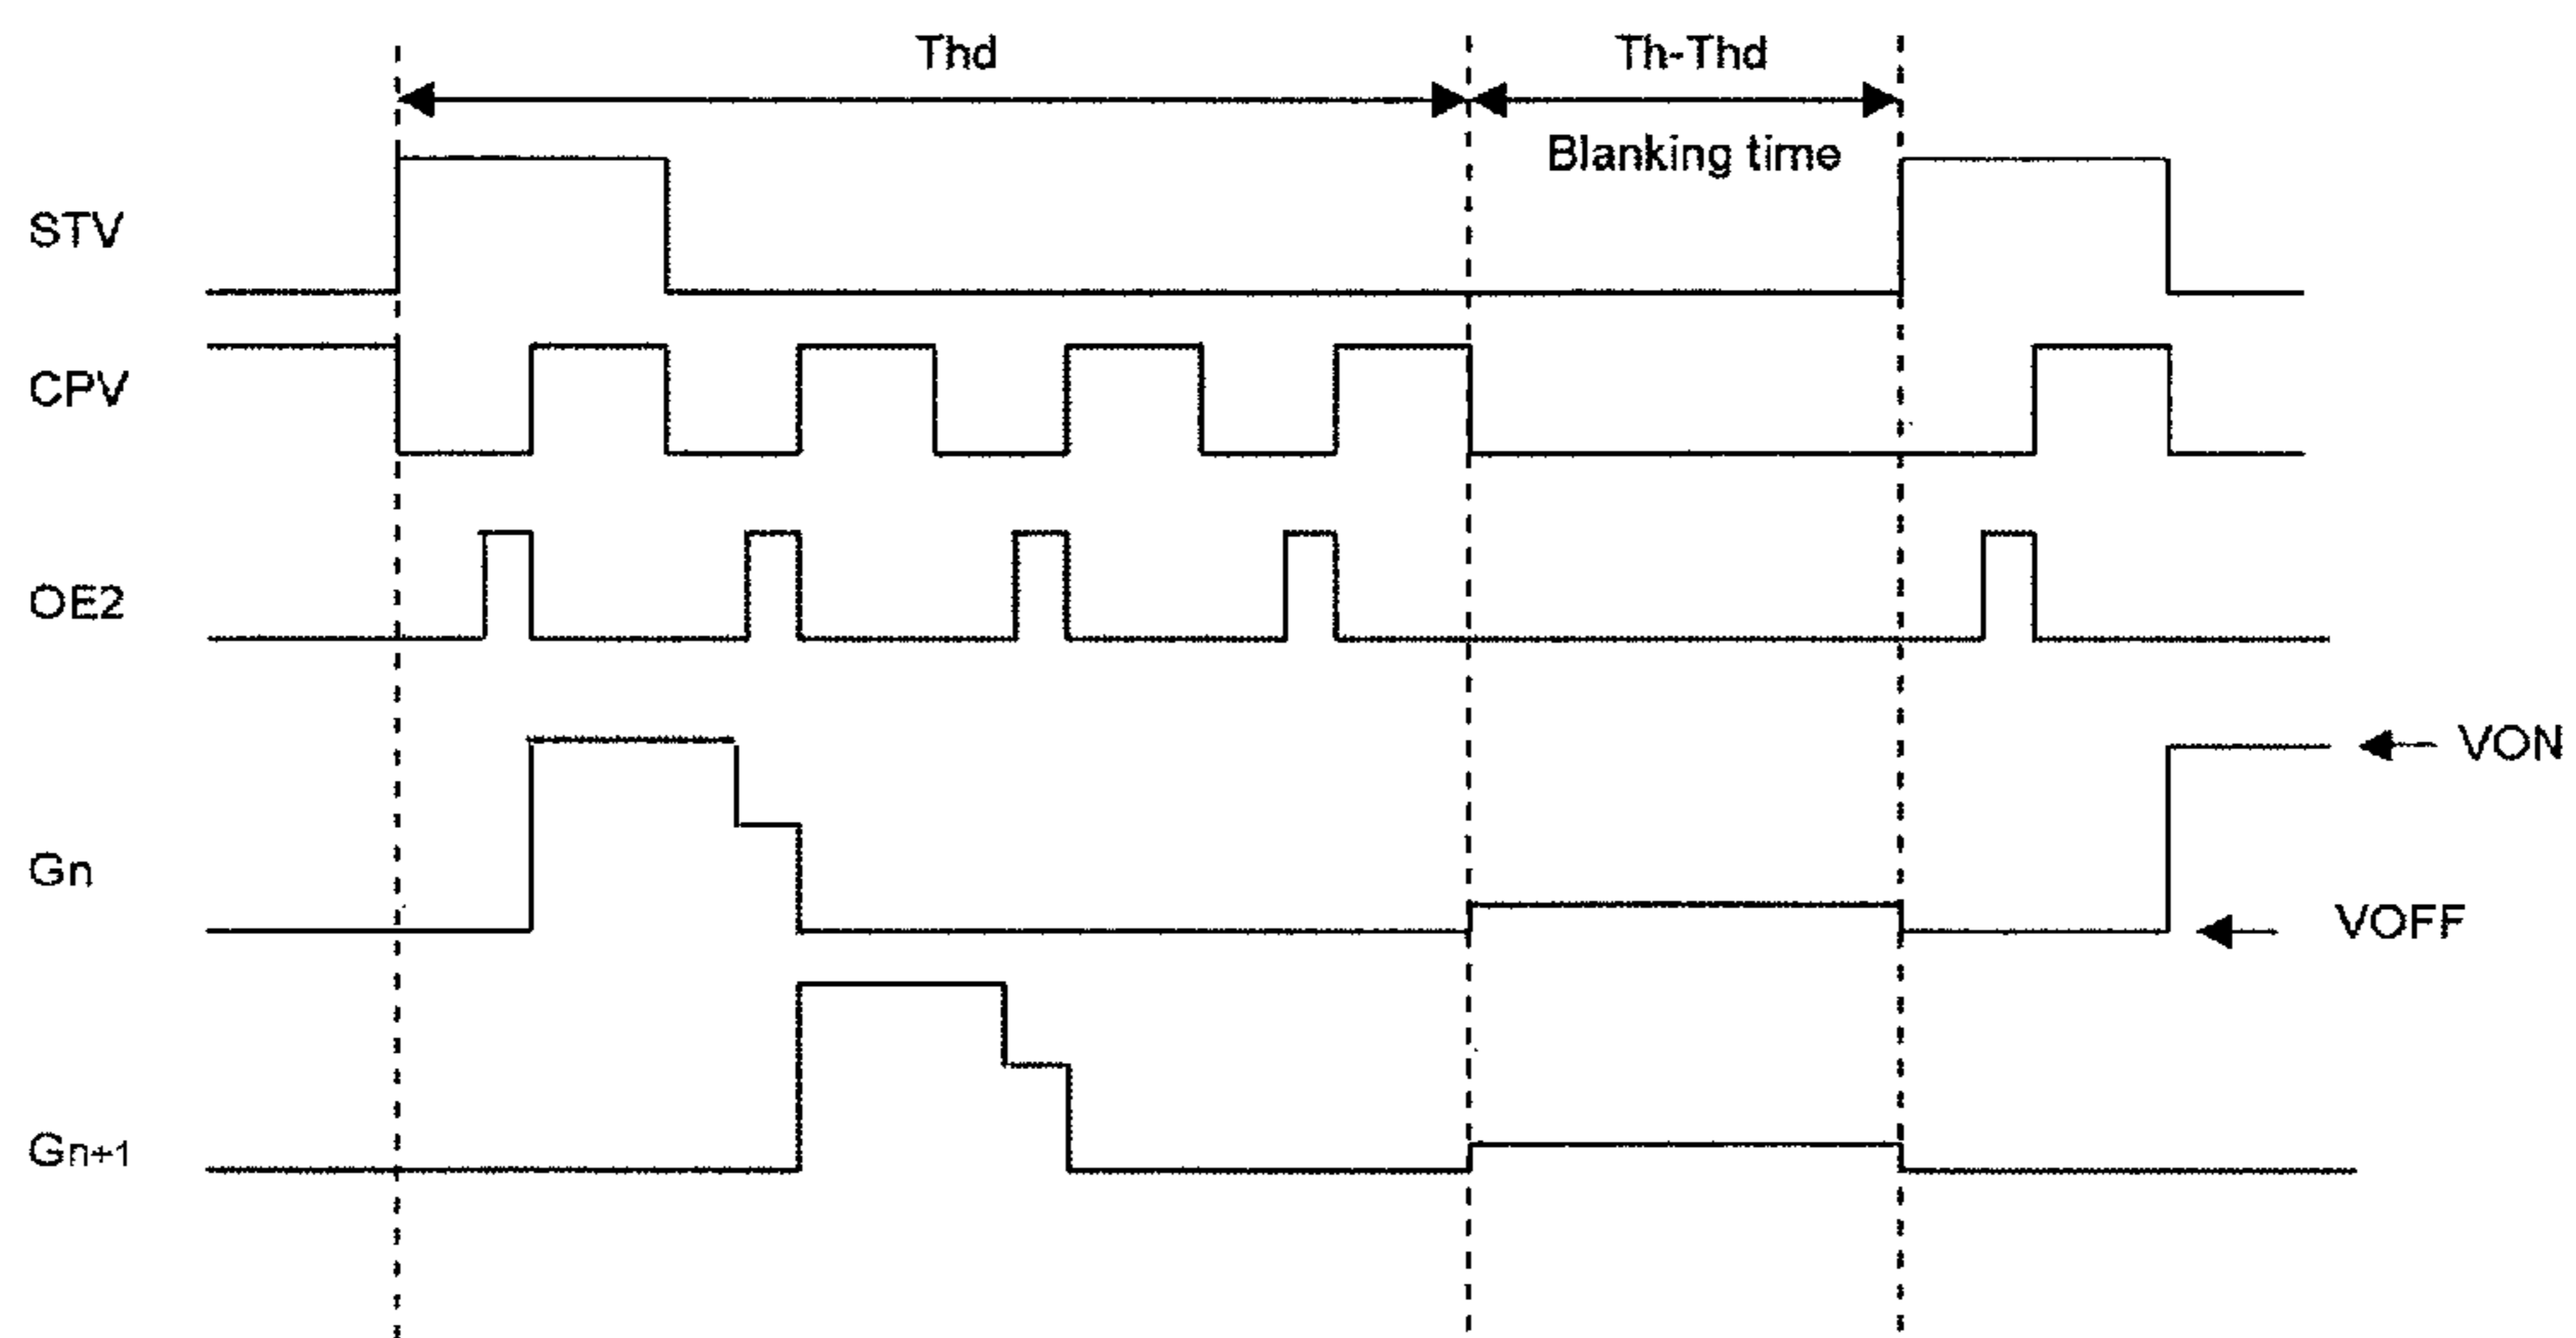 Thd
Th-Thd
Blanking time
STV
CPV
OE2
VON
Gn
VOFF
Gn+1